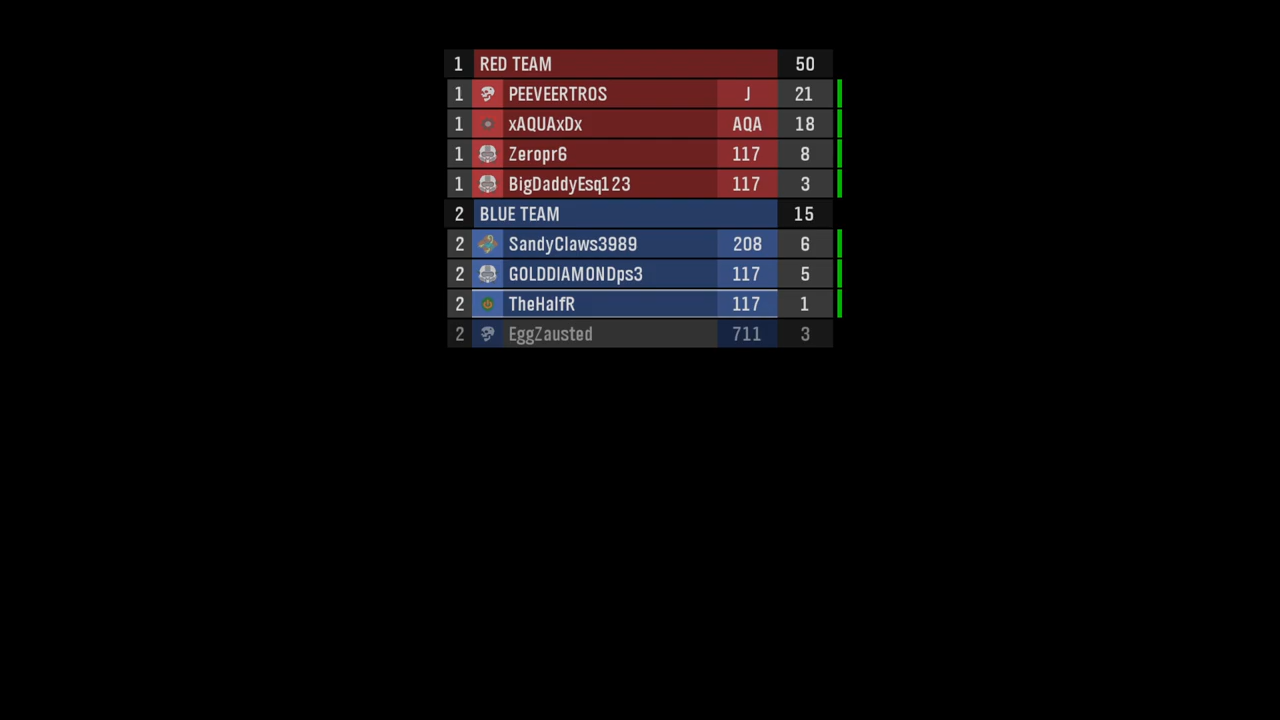 1 RED TEAM 50
1 PEEVEERTROS J 21
1 xAQUAxDx AQA 18
1 Zeropr6 117 8
1 BigDaddyEsq123 117 3
2 BLUE TEAM 15
2 SandyClaws3989 208 6
2 GOLDDIAMONDps3 117 5
2 TheHalfR 117 1
2 EggZausted 711 3